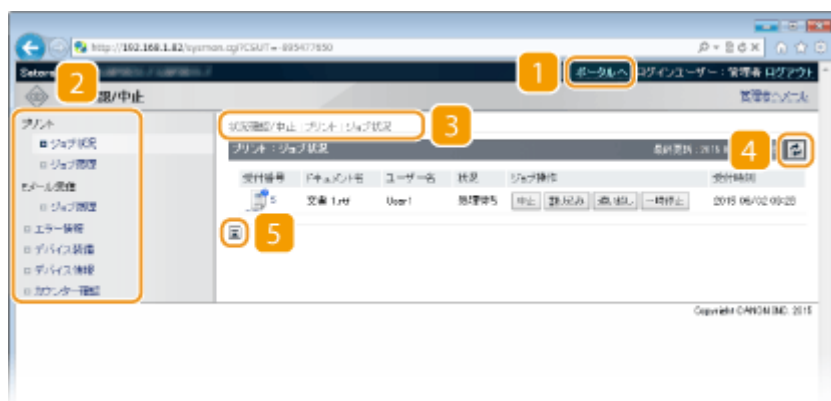 http://192.168.1.82/sysmon.cgi?CSUIT=-895477650
1
ポータルへ ログインユーザー：管理者 ログアウト
2
認/中止
管理者へメール
プリント
ジョブ状況
ジョブ履歴
Eメール受信
ジョブ履歴
エラー情報
デバイス装備
デバイス情報
カウンター確認
状況確認/中止 : プリント : ジョブ状況
3
プリント：ジョブ状況
最終更新 : 2015
4
受付番号 ドキュメント名 ユーザー名 状況 ジョブ操作 受付時刻
5 文書 1.rtf User1 処理待ち 中止 割り込み 追い越し 一時停止 2015 06/02 09:28
5
Copyright CANON INC. 2015